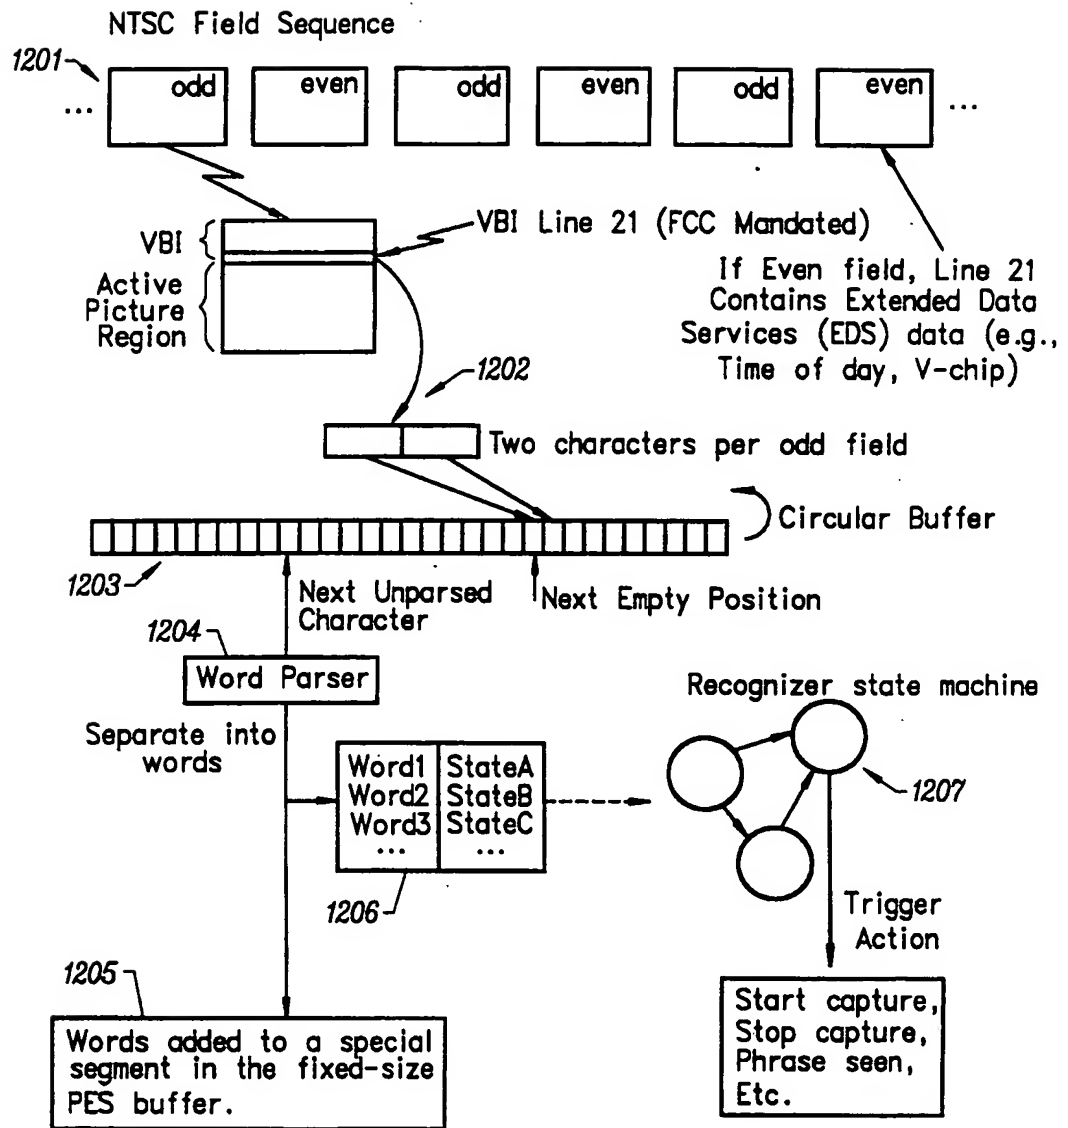 NTSC Field Sequence
1201
... odd even odd even odd even ...
VBI Line 21 (FCC Mandated)
VBI
Active
Picture
Region
If Even field, Line 21
Contains Extended Data
Services (EDS) data (e.g.,
Time of day, V-chip)
1202
Two characters per odd field
Circular Buffer
1203
Next Unparsed
Character
Next Empty Position
1204
Word Parser
Separate into
words
Recognizer state machine
Word1 StateA
Word2 StateB
Word3 StateC
... ...
1206
1207
Trigger
Action
1205
Words added to a special
segment in the fixed-size
PES buffer.
Start capture,
Stop capture,
Phrase seen,
Etc.